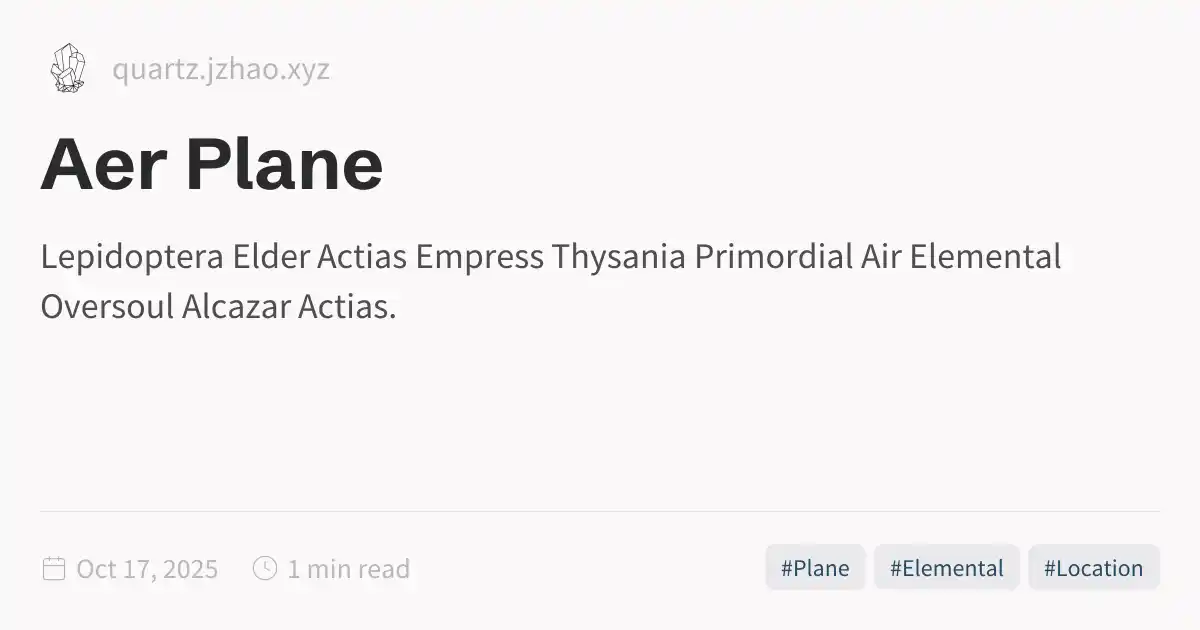 quartz.jzhao.xyz
Aer Plane
Lepidoptera Elder Actias Empress Thysania Primordial Air Elemental
Oversoul Alcazar Actias.
Oct 17, 2025 1 min read #Plane #Elemental #Location